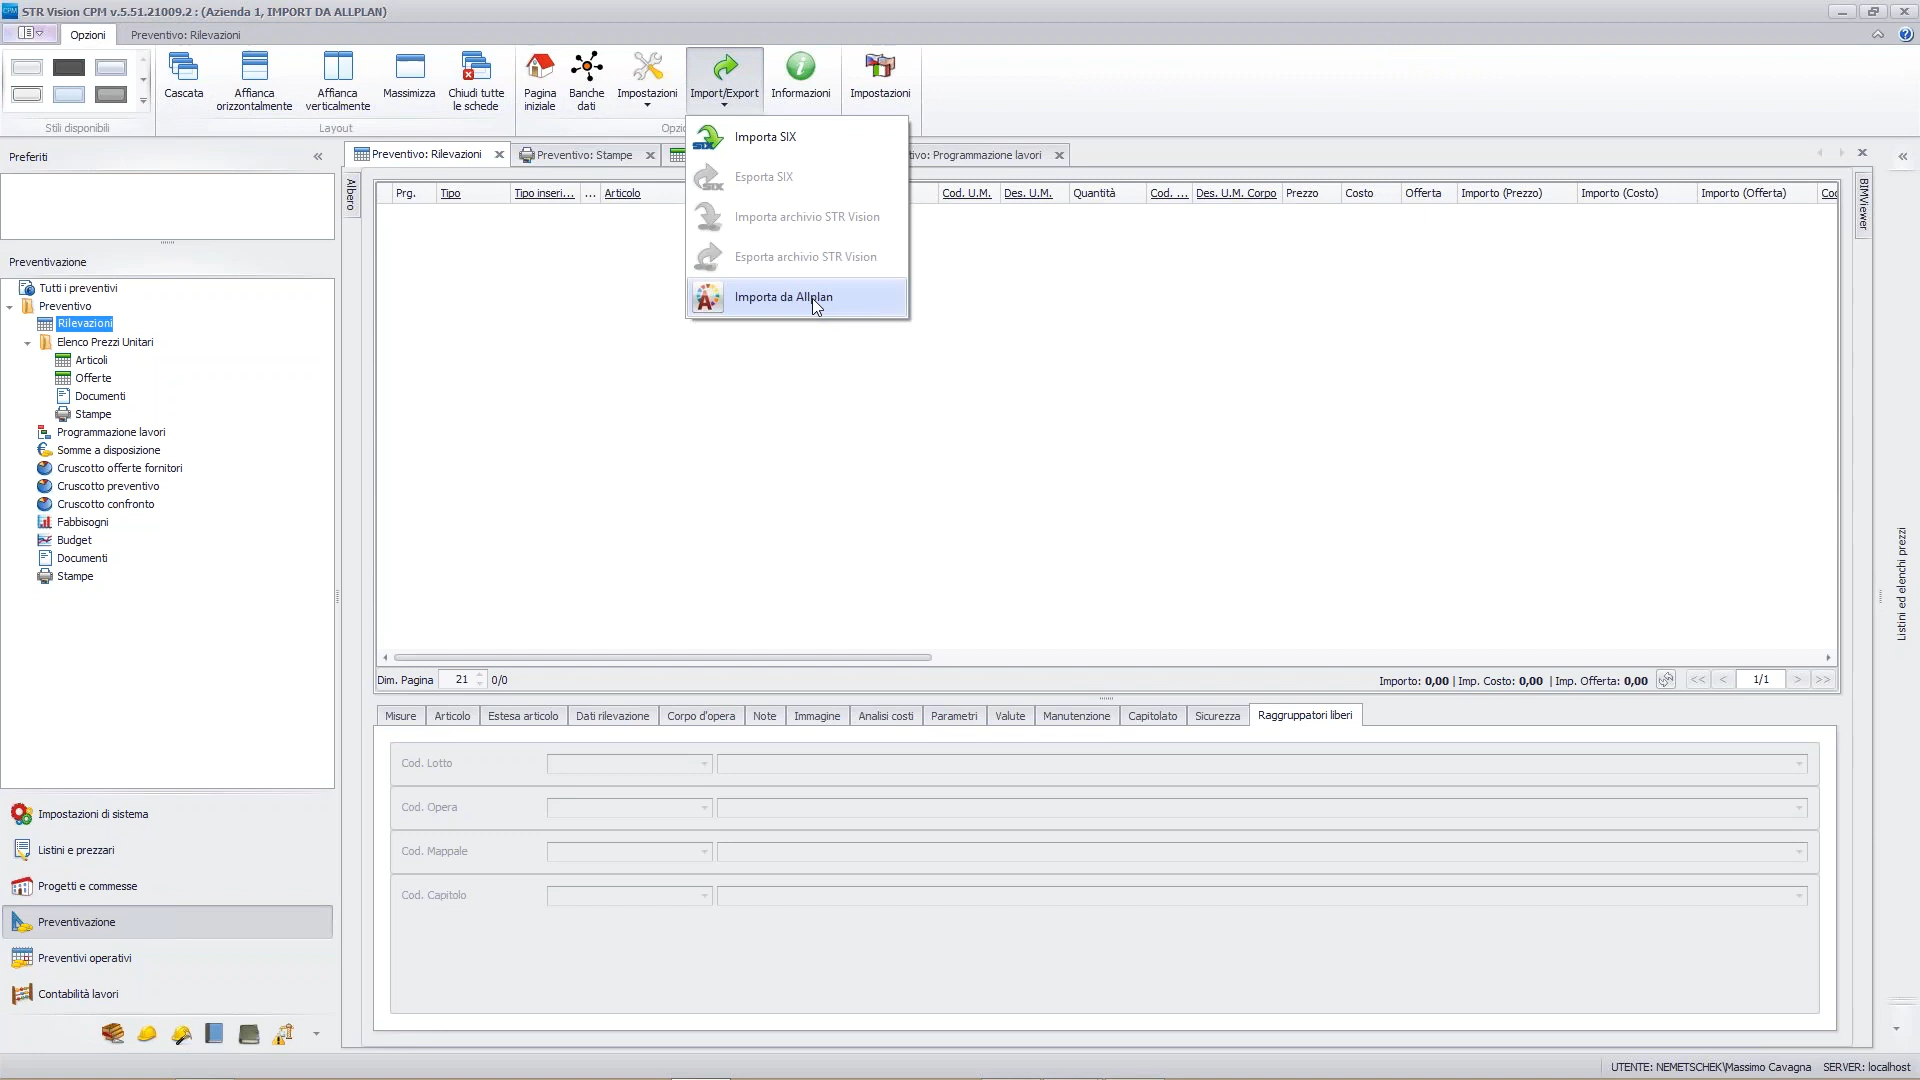 STR Vision CPM v.5.51.21009.2 : (Azienda 1, IMPORT DA ALLPLAN)
Opzioni
Preventivo: Rilevazioni
Cascata
Affianca orizzontalmente
Affianca verticalmente
Massimizza
Chiudi tutte le schede
Pagina iniziale
Banche dati
Impostazioni
Import/Export
Informazioni
Impostazioni
Stili disponibili
Layout
Importa SIX
Esporta SIX
Importa archivio STR Vision
Esporta archivio STR Vision
Importa da Allplan
Preferiti
Preventivo: Rilevazioni
Preventivo: Stampe
Programmazione lavori
Albero
Prg.
Tipo
Tipo inseri...
...
Articolo
Cod. U.M.
Des. U.M.
Quantità
Cod. ...
Des. U.M. Corpo
Prezzo
Costo
Offerta
Importo (Prezzo)
Importo (Costo)
Importo (Offerta)
BIMViewer
Listini ed elenchi prezzi
Preventivazione
Tutti i preventivi
Preventivo
Rilevazioni
Elenco Prezzi Unitari
Articoli
Offerte
Documenti
Stampe
Programmazione lavori
Somme a disposizione
Cruscotto offerte fornitori
Cruscotto preventivo
Cruscotto confronto
Fabbisogni
Budget
Documenti
Stampe
Dim. Pagina 21 0/0
Importo: 0,00 | Imp. Costo: 0,00 | Imp. Offerta: 0,00
<< < 1/1 > >>
Misure
Articolo
Estesa articolo
Dati rilevazione
Corpo d'opera
Note
Immagine
Analisi costi
Parametri
Valute
Manutenzione
Capitolato
Sicurezza
Raggruppatori liberi
Cod. Lotto
Cod. Opera
Cod. Mappale
Cod. Capitolo
Impostazioni di sistema
Listini e prezzari
Progetti e commesse
Preventivazione
Preventivi operativi
Contabilità lavori
UTENTE: NEMETSCHEK\Massimo Cavagna SERVER: localhost